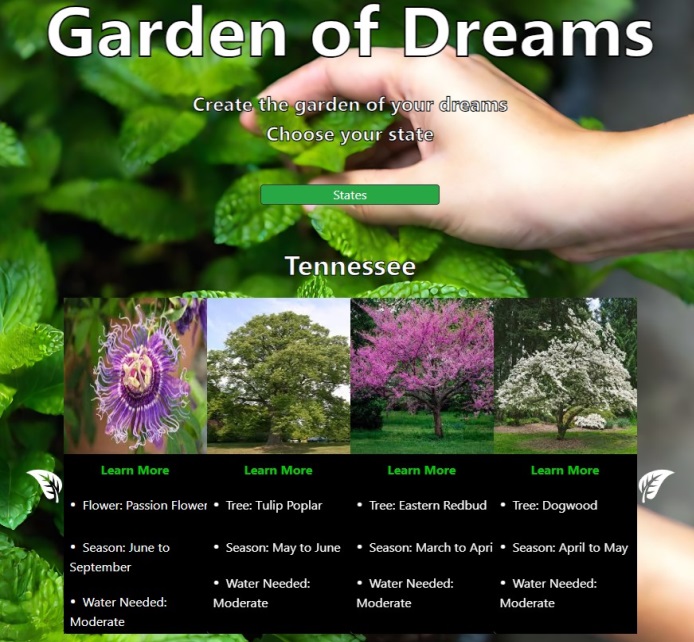 Garden of Dreams
Create the garden of your dreams
Choose your state
States
Tennessee
Learn More
• Flower: Passion Flower
• Season: June to
September
• Water Needed:
Moderate
Learn More
• Tree: Tulip Poplar
• Season: May to June
• Water Needed:
Moderate
Learn More
• Tree: Eastern Redbud
• Season: March to Apri
• Water Needed:
Moderate
Learn More
• Tree: Dogwood
• Season: April to May
• Water Needed:
Moderate